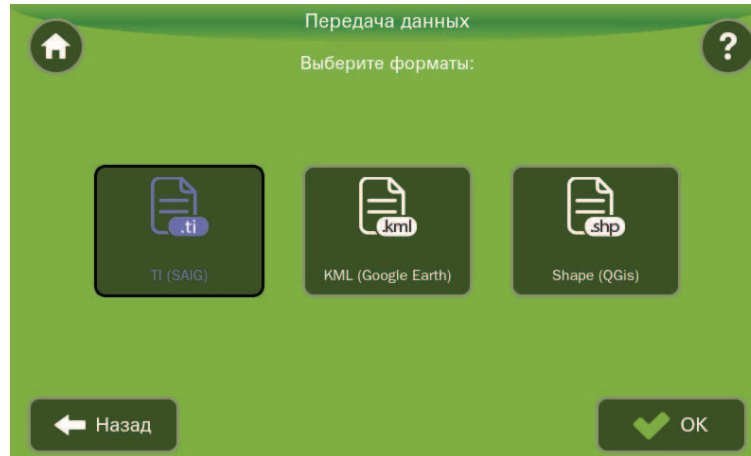 Передача данных
?
Выберите форматы:
.ti
.kml
.shp
TI (SAIG)
KML (Google Earth)
Shape (QGis)
Назад
OK